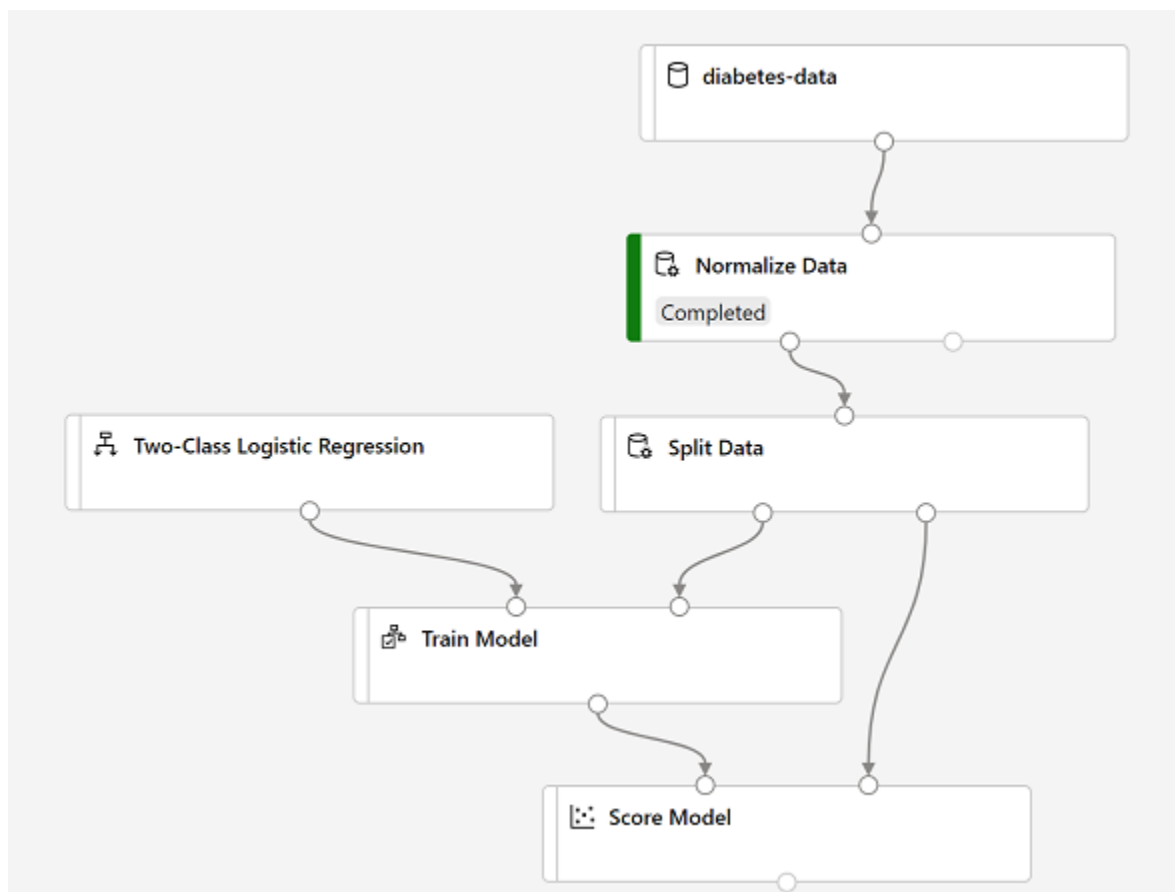 diabetes-data
Normalize Data
Completed
Two-Class Logistic Regression
Split Data
Train Model
Score Model